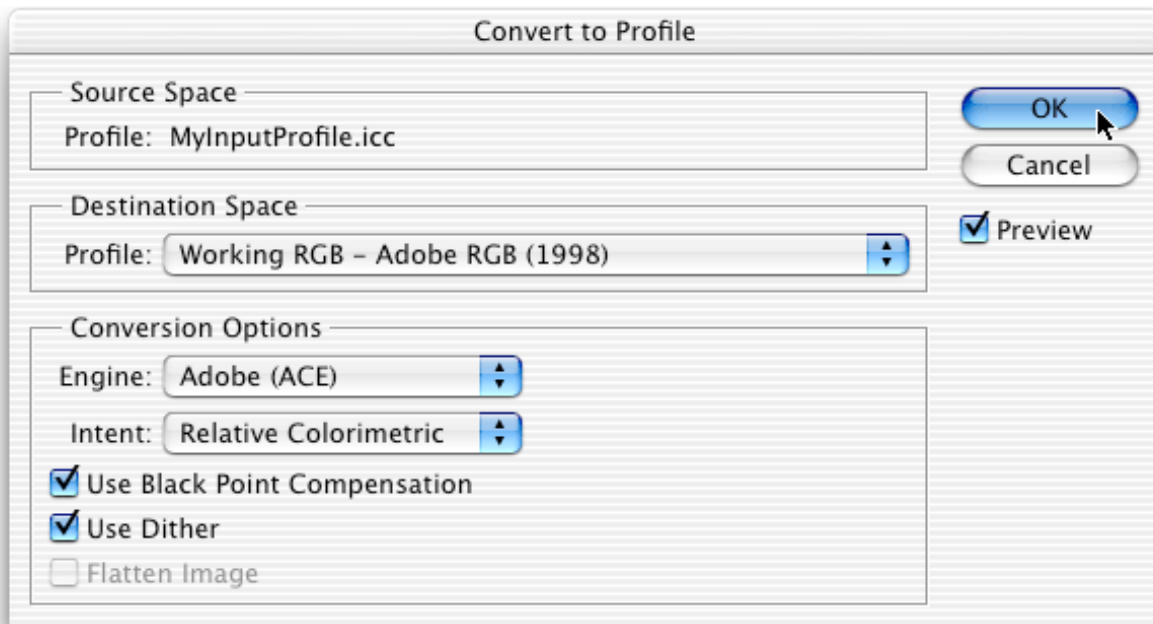 Convert to Profile
Source Space
Profile: MyInputProfile.icc
OK
Cancel
Preview
Destination Space
Profile: Working RGB – Adobe RGB (1998)
Conversion Options
Engine: Adobe (ACE)
Intent: Relative Colorimetric
Use Black Point Compensation
Use Dither
Flatten Image